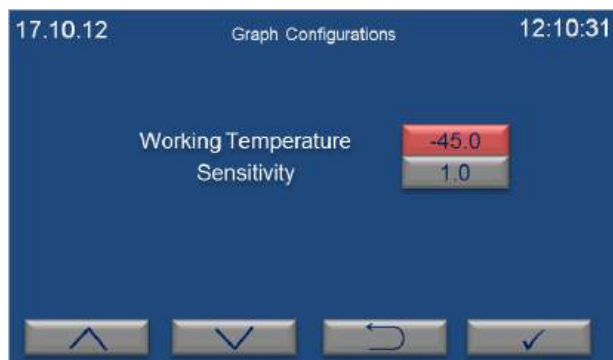 17.10.12 Graph Configurations 12:10:31
Working Temperature -45.0
Sensitivity 1.0